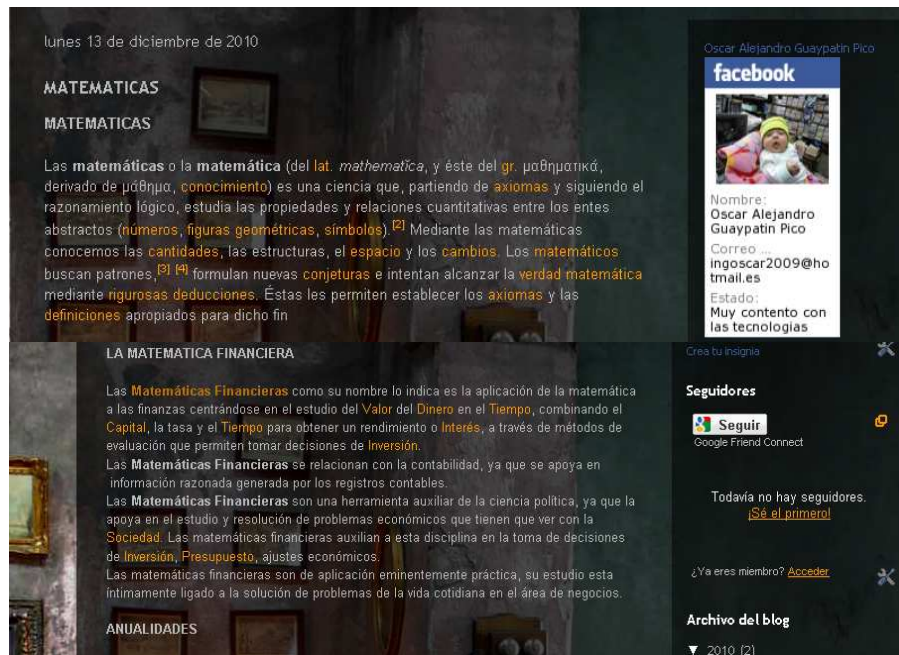 lunes 13 de diciembre de 2010
MATEMATICAS
MATEMATICAS
Las matemáticas o la matemática (del lat. mathematĭca, y éste del gr. μαθηματικά,
derivado de μάθημα, conocimiento) es una ciencia que, partiendo de axiomas y siguiendo el
razonamiento lógico, estudia las propiedades y relaciones cuantitativas entre los entes
abstractos (números, figuras geométricas, símbolos).[2] Mediante las matemáticas
conocemos las cantidades, las estructuras, el espacio y los cambios. Los matemáticos
buscan patrones,[3] [4] formulan nuevas conjeturas e intentan alcanzar la verdad matemática
mediante rigurosas deducciones. Éstas les permiten establecer los axiomas y las
definiciones apropiados para dicho fin
Oscar Alejandro Guaypatin Pico
facebook
Nombre:
Oscar Alejandro
Guaypatin Pico
Correo ...
ingoscar2009@ho
tmail.es
Estado:
Muy contento con
las tecnologias
LA MATEMATICA FINANCIERA
Las Matemáticas Financieras como su nombre lo indica es la aplicación de la matemática
a las finanzas centrándose en el estudio del Valor del Dinero en el Tiempo, combinando el
Capital, la tasa y el Tiempo para obtener un rendimiento o Interés, a través de métodos de
evaluación que permiten tomar decisiones de Inversión.
Las Matemáticas Financieras se relacionan con la contabilidad, ya que se apoya en
información razonada generada por los registros contables.
Las Matemáticas Financieras son una herramienta auxiliar de la ciencia política, ya que la
apoya en el estudio y resolución de problemas económicos que tienen que ver con la
Sociedad. Las matemáticas financieras auxilian a esta disciplina en la toma de decisiones
de Inversión, Presupuesto, ajustes económicos.
Las matemáticas financieras son de aplicación eminentemente práctica, su estudio esta
íntimamente ligado a la solución de problemas de la vida cotidiana en el área de negocios.
ANUALIDADES
Crea tu insignia
Seguidores
Seguir
Google Friend Connect
Todavía no hay seguidores.
¡Sé el primero!
¿Ya eres miembro? Acceder
Archivo del blog
▼ 2010 (2)